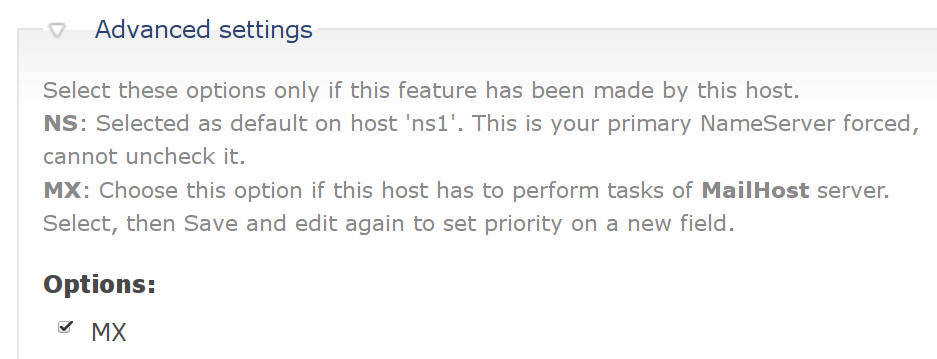 Advanced settings
Select these options only if this feature has been made by this host.
NS: Selected as default on host 'ns1'. This is your primary NameServer forced,
cannot uncheck it.
MX: Choose this option if this host has to perform tasks of MailHost server.
Select, then Save and edit again to set priority on a new field.
Options:
MX